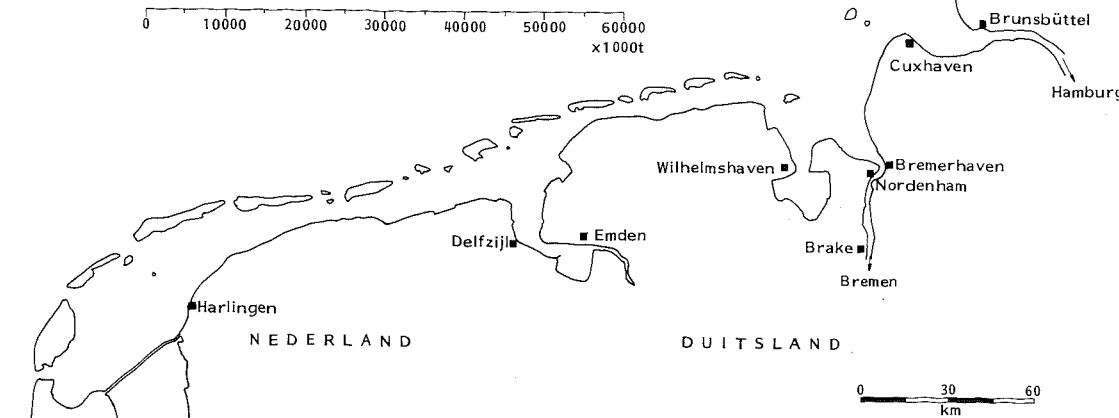 0 10000 20000 30000 40000 50000 60000
x1000t
Brunsbüttel
Cuxhaven
Hamburg
Wilhelmshaven
Bremerhaven
Nordenham
Delfzijl
Emden
Brake
Bremen
Harlingen
NEDERLAND
DUITSLAND
0 30 60
km